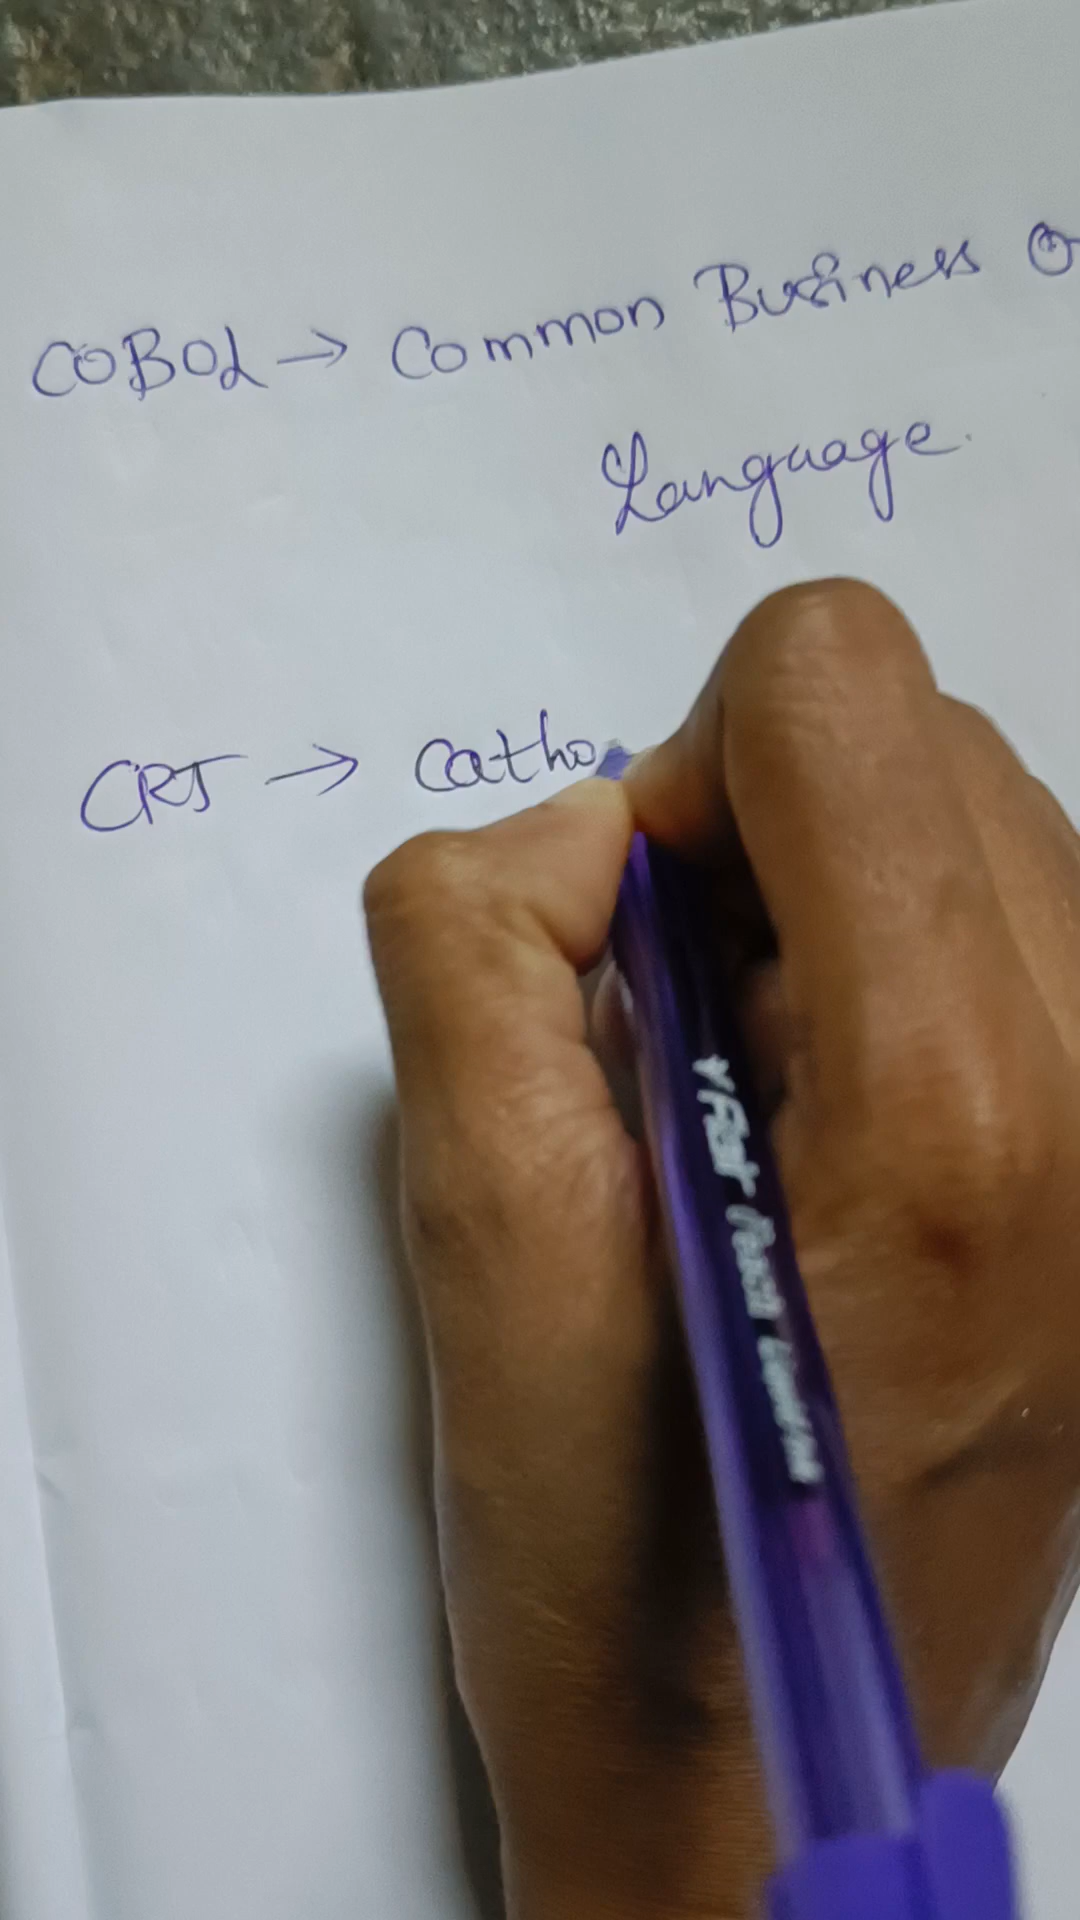 COBOL → Common Business O
Language.
CRT → Catho